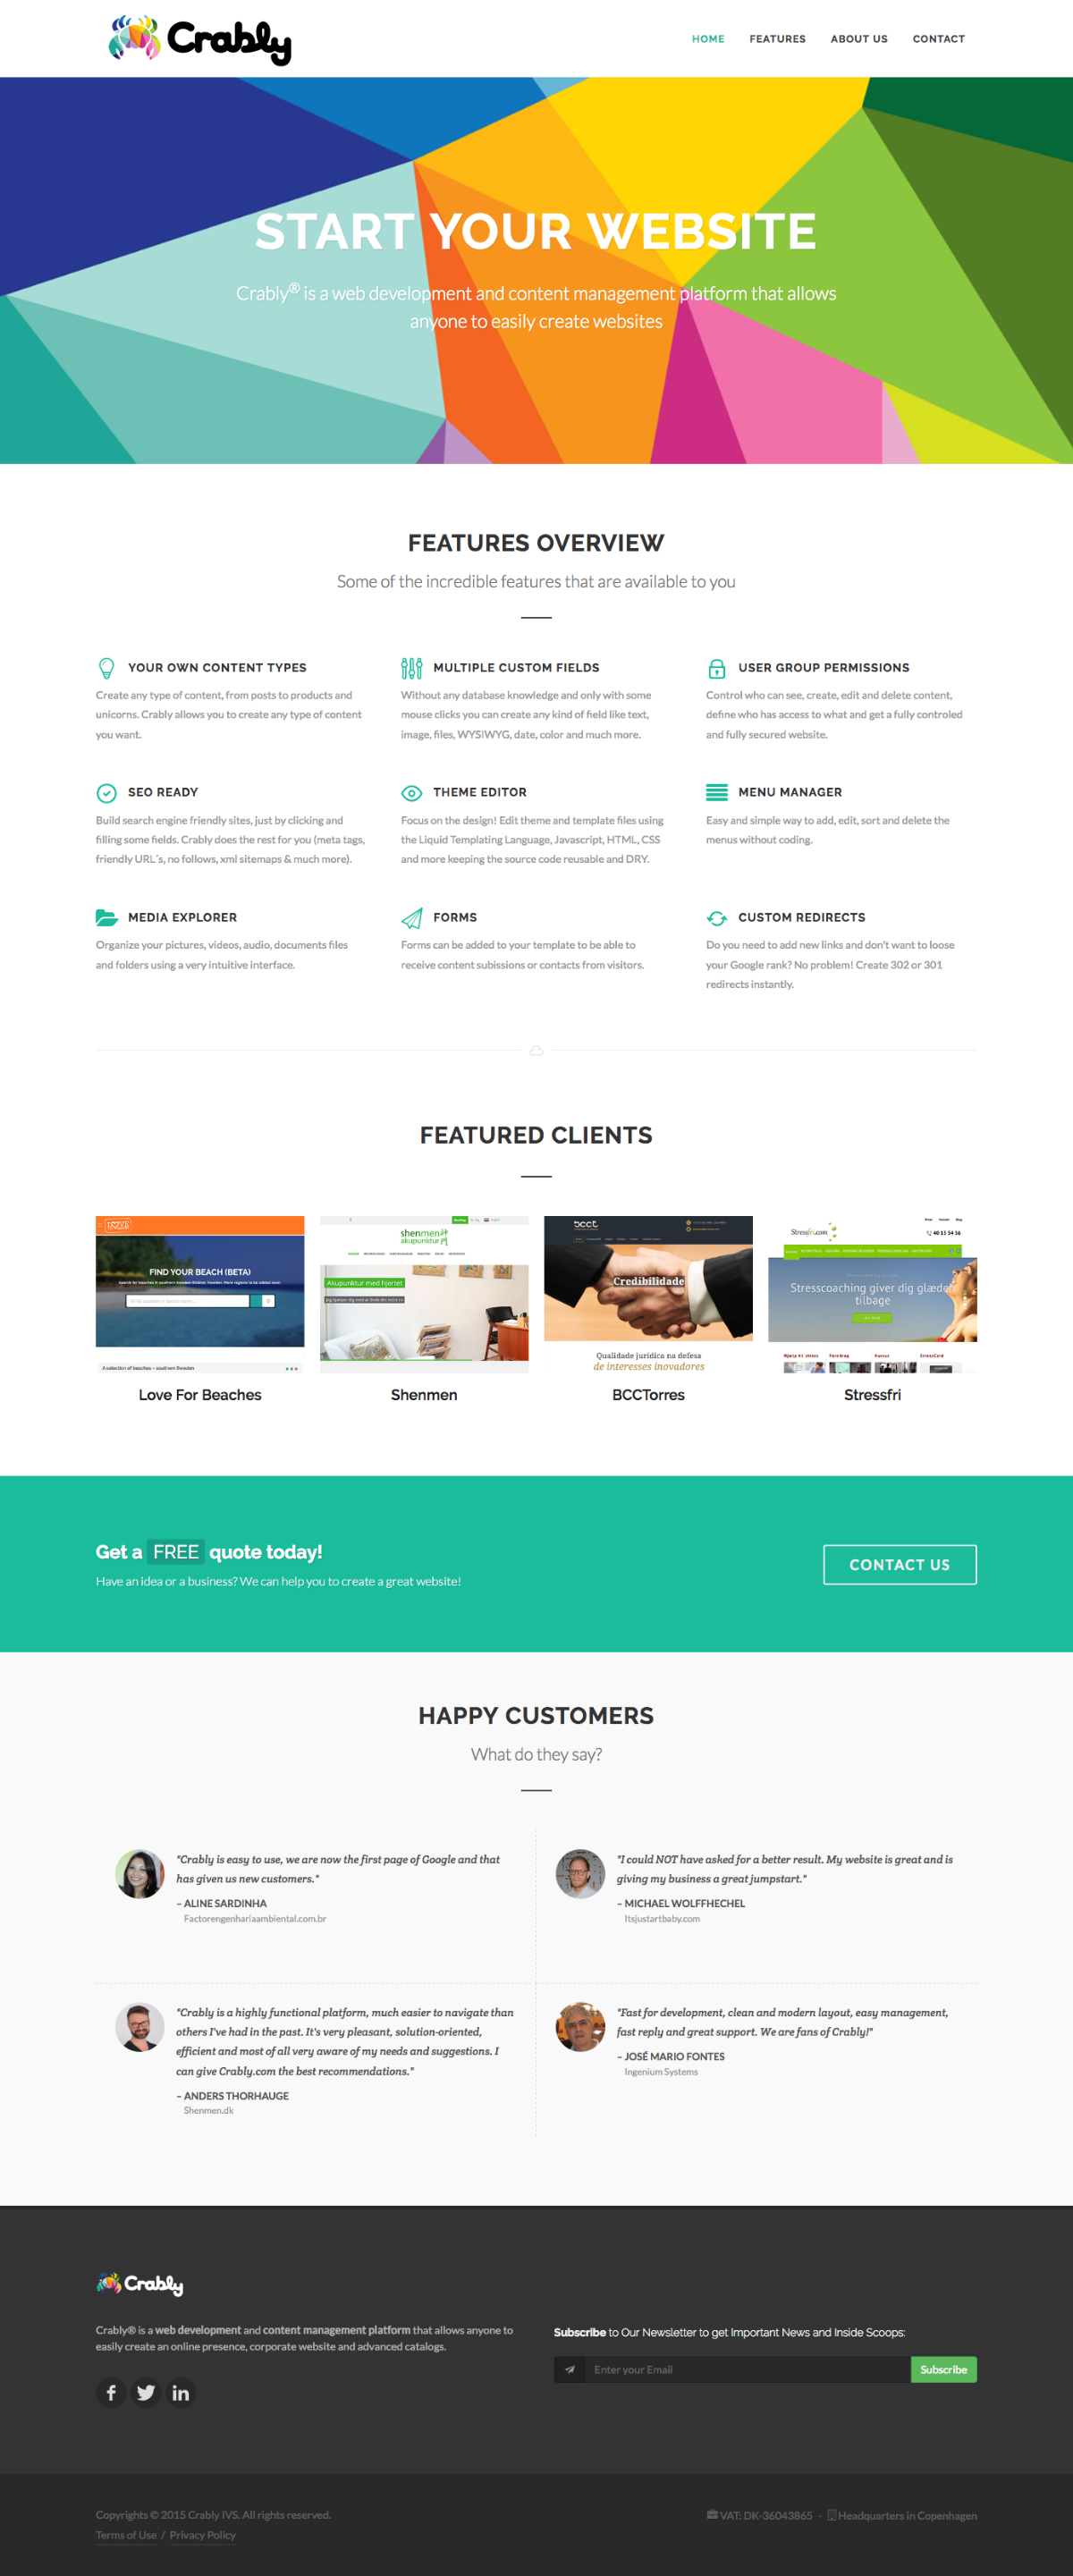 Crably
HOME FEATURES ABOUT US CONTACT
START YOUR WEBSITE
Crably® is a web development and content management platform that allows
anyone to easily create websites
FEATURES OVERVIEW
Some of the incredible features that are available to you
YOUR OWN CONTENT TYPES
Create any type of content, from posts to products and
unicorns. Crably allows you to create any type of content
you want.
MULTIPLE CUSTOM FIELDS
Without any database knowledge and only with some
mouse clicks you can create any kind of field like text,
image, files, WYSIWYG, date, color and much more.
USER GROUP PERMISSIONS
Control who can see, create, edit and delete content,
define who has access to what and get a fully controled
and fully secured website.
SEO READY
Build search engine friendly sites, just by clicking and
filling some fields. Crably does the rest for you (meta tags,
friendly URL´s, no follows, xml sitemaps & much more).
THEME EDITOR
Focus on the design! Edit theme and template files using
the Liquid Templating Language, Javascript, HTML, CSS
and more keeping the source code reusable and DRY.
MENU MANAGER
Easy and simple way to add, edit, sort and delete the
menus without coding.
MEDIA EXPLORER
Organize your pictures, videos, audio, documents files
and folders using a very intuitive interface.
FORMS
Forms can be added to your template to be able to
receive content subissions or contacts from visitors.
CUSTOM REDIRECTS
Do you need to add new links and don't want to loose
your Google rank? No problem! Create 302 or 301
redirects instantly.
FEATURED CLIENTS
FIND YOUR BEACH (BETA)
A selection of beaches - southern Sweden
Love For Beaches
shenmen
akupunktur
Akupunktur med hjertet
Shenmen
bcct
Credibilidade
Qualidade jurídica na defesa
de interesses inovadores
BCCTorres
Stressfri.com
40 15 54 56
Stresscoaching giver dig glæden
tilbage
Hjælp til stress Foredrag Kursus StressCard
Stressfri
Get a FREE quote today!
Have an idea or a business? We can help you to create a great website!
CONTACT US
HAPPY CUSTOMERS
What do they say?
"Crably is easy to use, we are now the first page of Google and that
has given us new customers."
– ALINE SARDINHA
Factorengenhariaambiental.com.br
"I could NOT have asked for a better result. My website is great and is
giving my business a great jumpstart."
– MICHAEL WOLFFHECHEL
Itsjustartbaby.com
"Crably is a highly functional platform, much easier to navigate than
others I've had in the past. It's very pleasant, solution-oriented,
efficient and most of all very aware of my needs and suggestions. I
can give Crably.com the best recommendations."
– ANDERS THORHAUGE
Shenmen.dk
"Fast for development, clean and modern layout, easy management,
fast reply and great support. We are fans of Crably!"
– JOSÉ MARIO FONTES
Ingenium Systems
Crably
Crably® is a web development and content management platform that allows anyone to
easily create an online presence, corporate website and advanced catalogs.
Subscribe to Our Newsletter to get Important News and Inside Scoops:
Enter your Email
Subscribe
Copyrights © 2015 Crably IVS. All rights reserved.
Terms of Use / Privacy Policy
VAT: DK-36043865 · Headquarters in Copenhagen